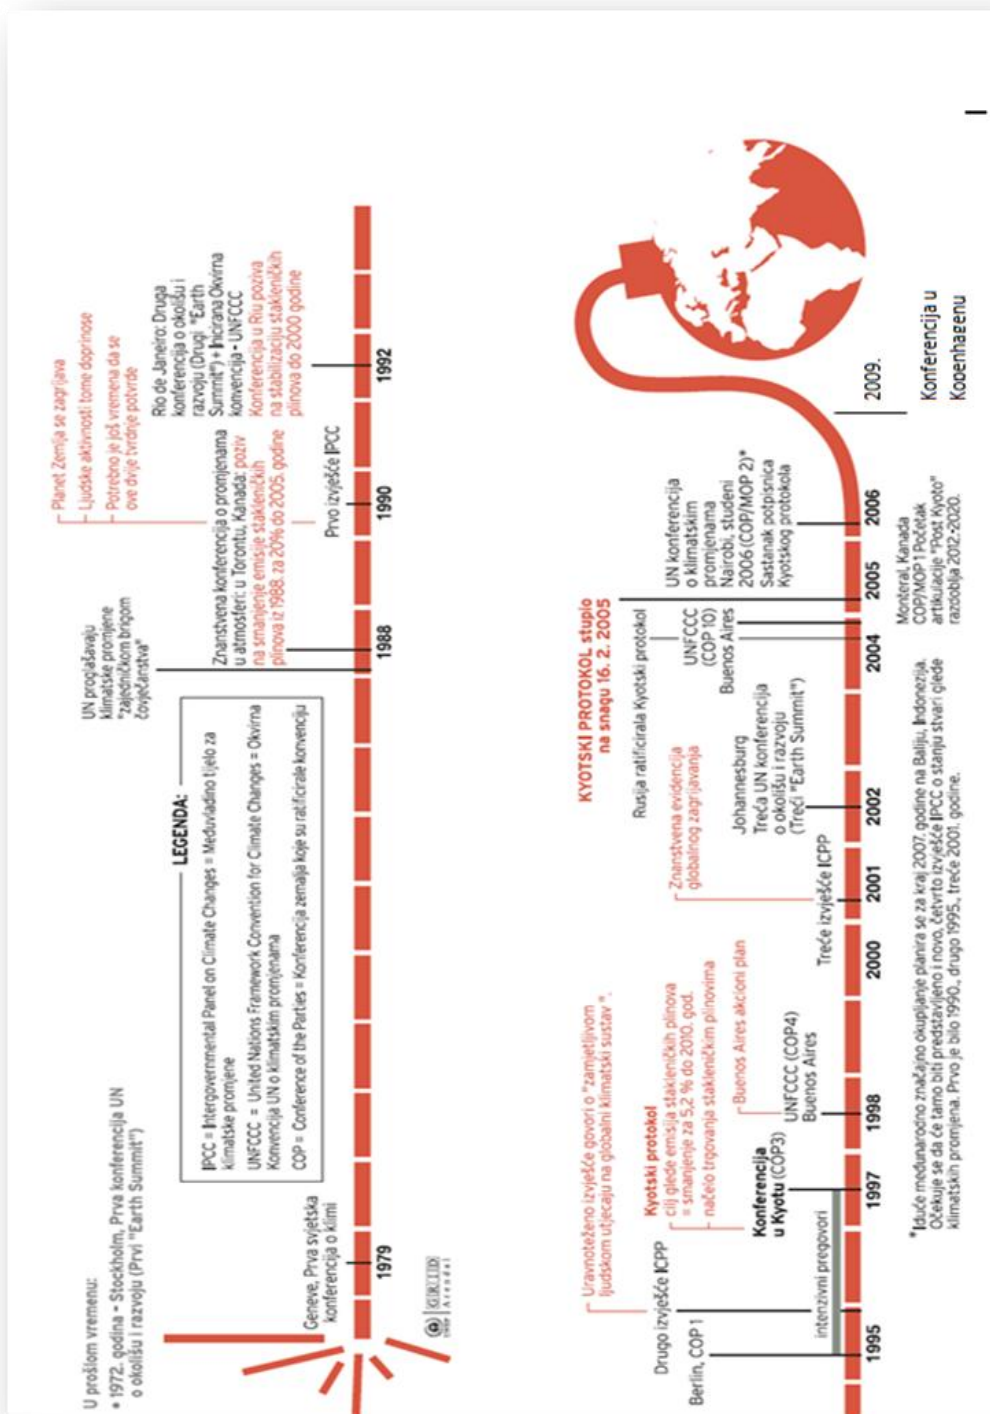 U prošlom vremenu:
• 1972. godina - Stockholm, Prva konferencija UN
o okolišu i razvoju (Prvi "Earth Summit")
Geneve, Prva svjetska
konferencija o klimi
1979
GRID
Arendal
LEGENDA:
IPCC = Intergovernmental Panel on Climate Changes = Međuvladino tijelo za
klimatske promjene
UNFCCC = United Nations Framework Convention for Climate Changes = Okvirna
Konvencija UN o klimatskim promjenama
COP = Conference of the Parties = Konferencija zemalja koje su ratificirale konvenciju
UN proglašavaju
klimatske promjene
"zajedničkom brigom
čovječanstva"
1988
Znanstvena konferencija o promjenama
u atmosferi: u Torontu, Kanada: poziv
na smanjenje emisije stakleničkih
plinova iz 1988. za 20% do 2005. godine
Planet Zemlja se zagrijava
Ljudske aktivnosti tome doprinose
Potrebno je još vremena da se
ove dvije tvrdnje potvrde
Prvo izvješće IPCC
1990
Rio de Janeiro: Druga
konferencija o okolišu i
razvoju (Drugi "Earth
Summit") + Inicirana Okvirna
konvencija • UNFCCC
Konferencija u Riu poziva
na stabilizaciju stakleničkih
plinova do 2000 godine
1992
Berlin, COP 1
1995
Drugo izvješće ICPP
Uravnoteženo izvješće govori o "zamjetljivom
ljudskom utjecaju na globalni klimatski sustav".
intenzivni pregovori
Kyotski protokol
cilj glede emisija stakleničkih plinova
= smanjenje za 5,2 % do 2010. god.
načelo trgovanja stakleničkim plinovima
Konferencija
u Kyotu (COP3)
1997
Buenos Aires akcioni plan
UNFCCC (COP4)
Buenos Aires
1998
2000
Znanstvena evidencija
globalnog zagrijavanja
Treće izvješće ICPP
2001
Johannesburg
Treća UN konferencija
o okolišu i razvoju
(Treći "Earth Summit")
2002
Rusija ratificirala Kyotski protokol
UNFCCC
(COP 10)
Buenos Aires
2004
KYOTSKI PROTOKOL stupio
na snagu 16. 2. 2005
2005
Monteral, Kanada
COP/MOP 1 Početak
artikulacije "Post Kyoto"
razdoblja 2012.-2020.
UN konferencija
o klimatskim
promjenama
Nairobi, studeni
2006 (COP/MOP 2)*
Sastanak potpisnica
Kyotskog protokola
2006
2009.
Konferencija u
Kopenhagenu
*Iduće međunarodno značajno okupljanje planira se za kraj 2007. godine na Baliju, Indonezija.
Očekuje se da će tamo biti predstavljeno i novo, četvrto izvješće IPCC o stanju stvari glede
klimatskih promjena. Prvo je bilo 1990., drugo 1995., treće 2001. godine.